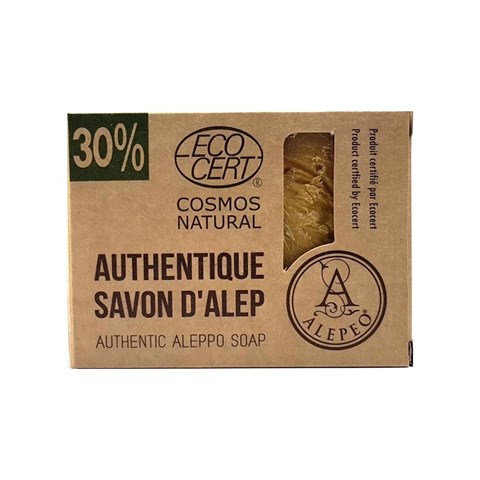 30%
ECO
CERT
®
COSMOS
NATURAL
AUTHENTIQUE
SAVON D'ALEP
AUTHENTIC ALEPPO SOAP
Produit certifié par Ecocert
Product certified by Ecocert
A
ALEPEO